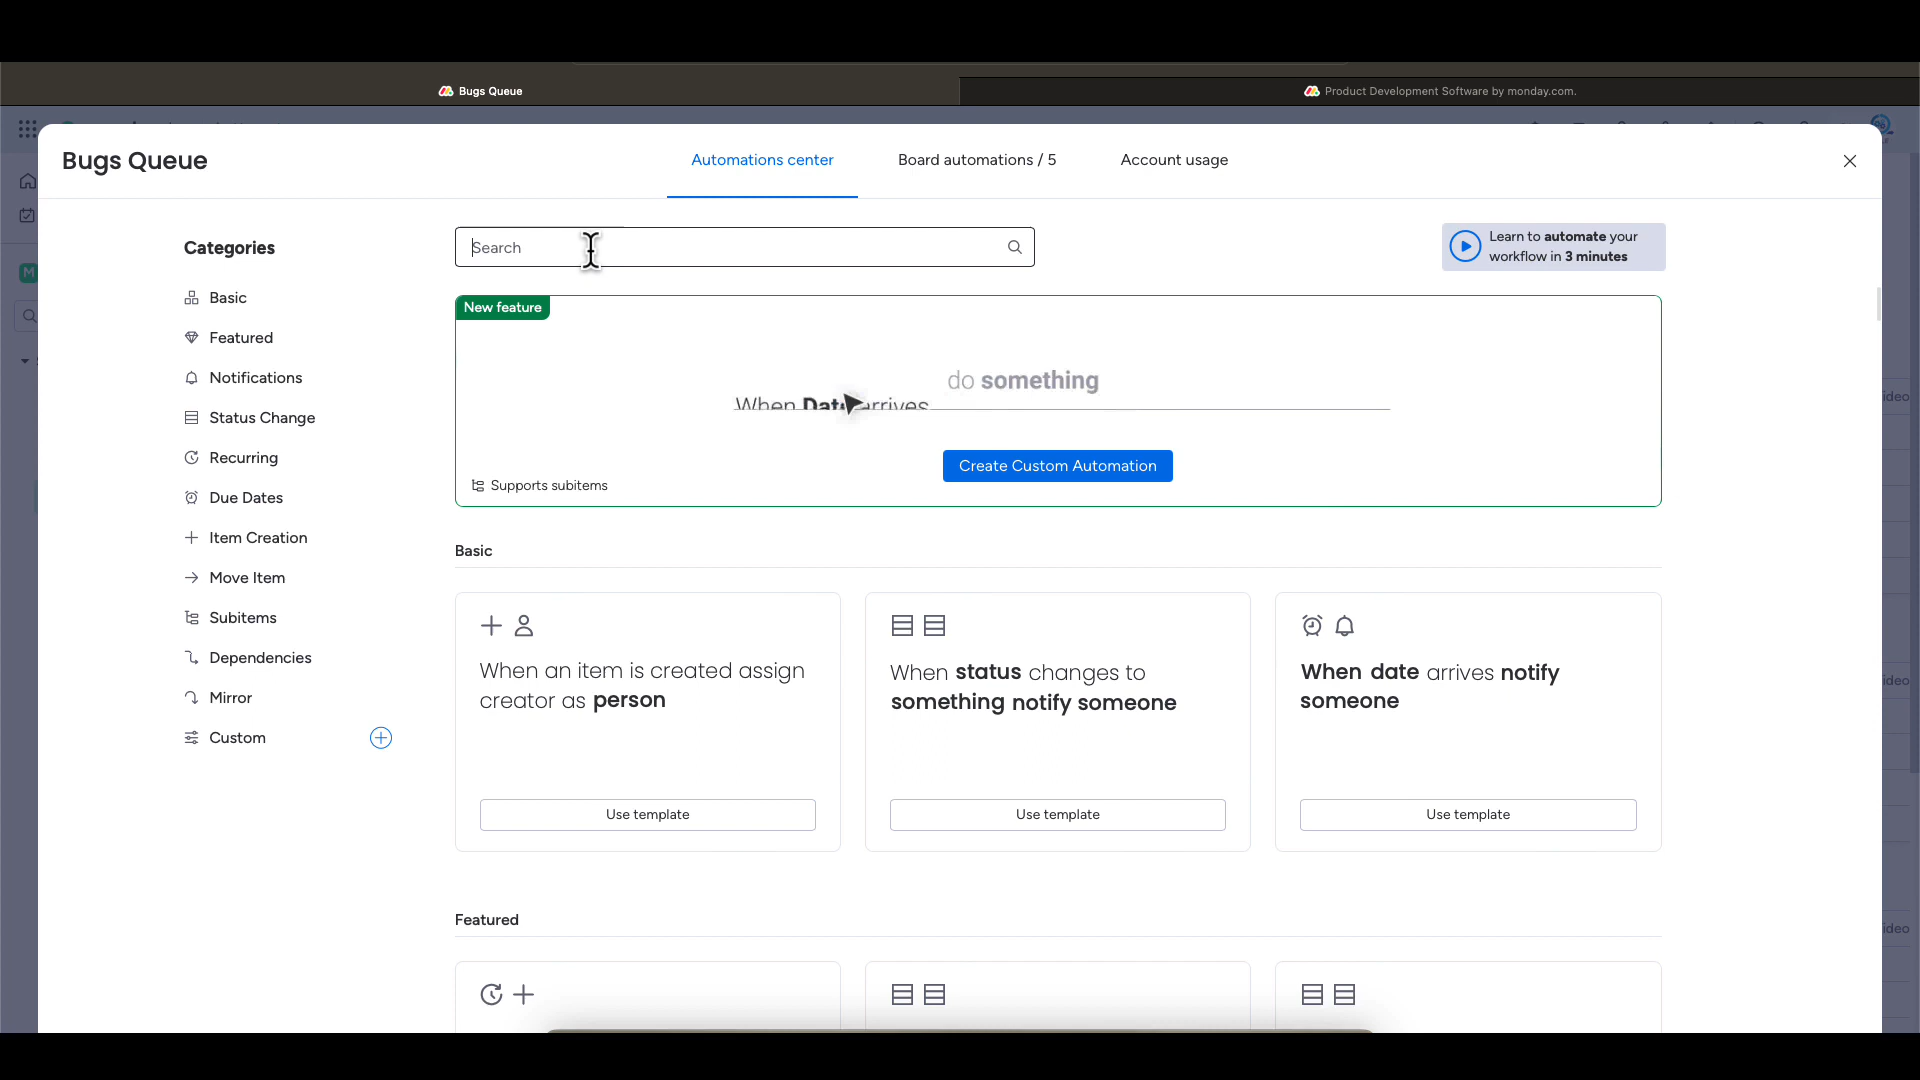 Bugs Queue
Product Development Software by monday.com.
Bugs Queue
Automations center
Board automations / 5
Account usage
Categories
Search
Learn to automate your
workflow in 3 minutes
Basic
Featured
Notifications
Status Change
Recurring
Due Dates
Item Creation
Move Item
Subitems
Dependencies
Mirror
Custom
New feature
do something
When Date arrives
Create Custom Automation
Supports subitems
Basic
When an item is created assign
creator as person
Use template
When status changes to
something notify someone
Use template
When date arrives notify
someone
Use template
Featured
M
ideo
ideo
ideo